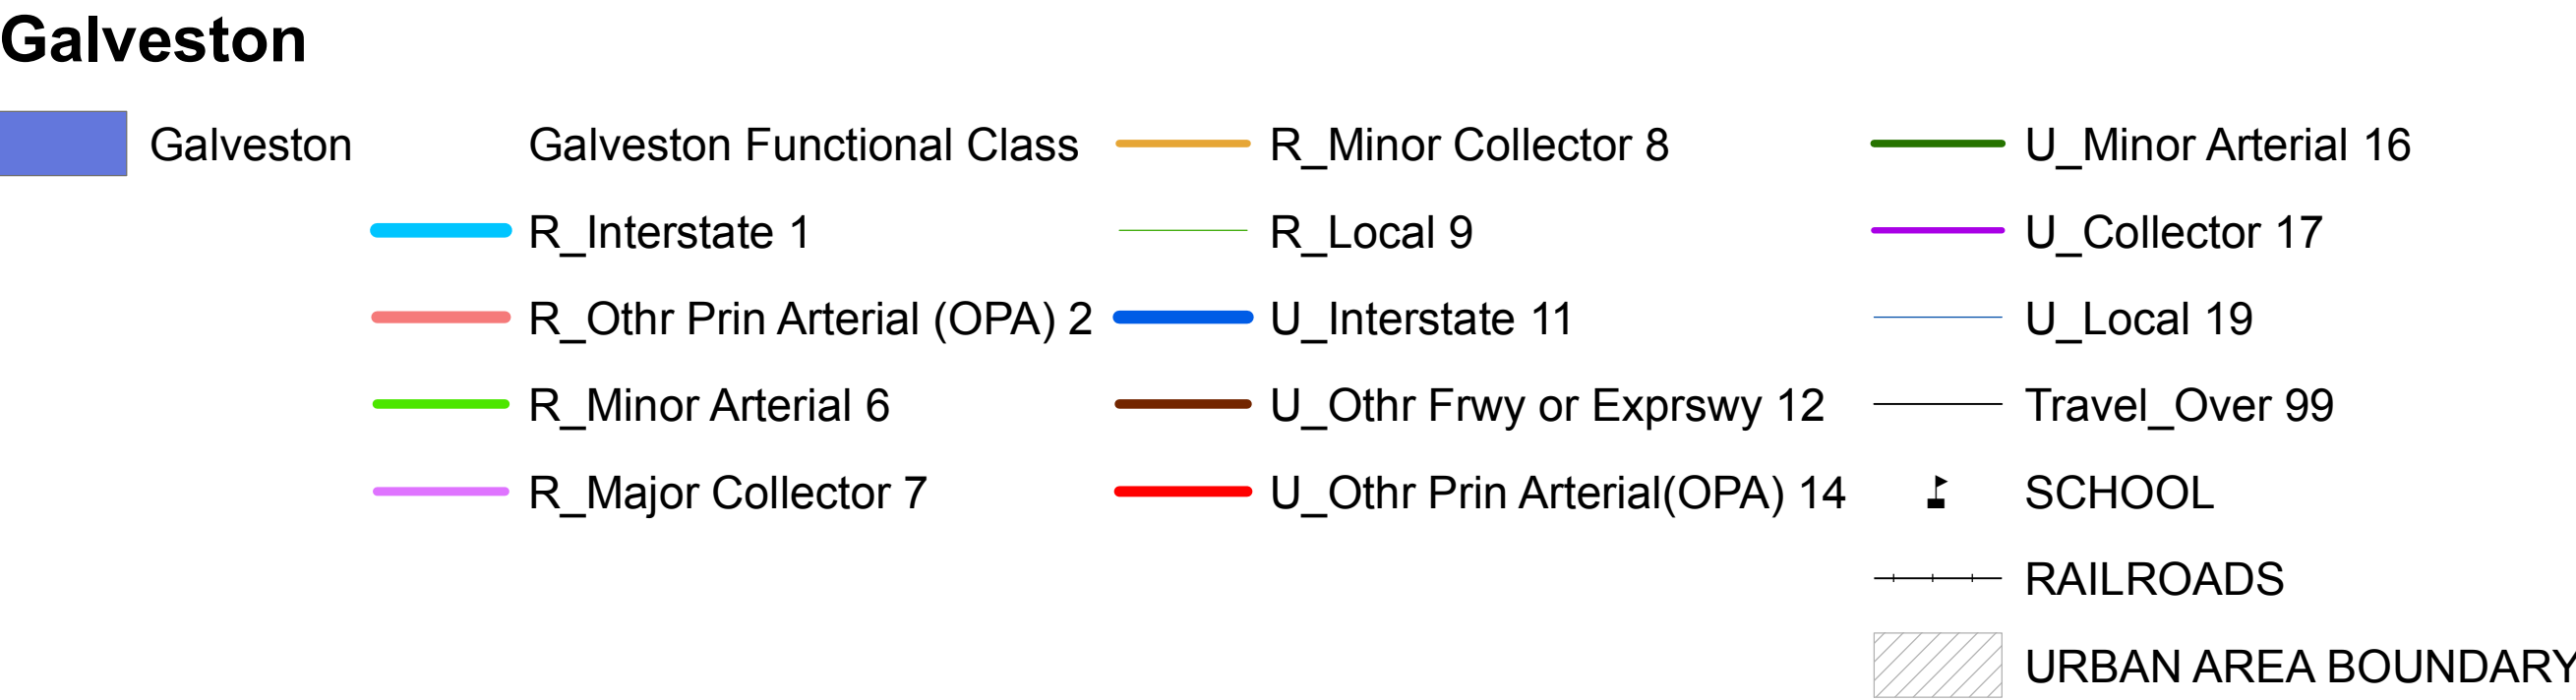 Galveston
Galveston
Galveston Functional Class
R_Interstate 1
R_Othr Prin Arterial (OPA) 2
R_Minor Arterial 6
R_Major Collector 7
R_Minor Collector 8
R_Local 9
U_Interstate 11
U_Othr Frwy or Exprswy 12
U_Othr Prin Arterial(OPA) 14
U_Minor Arterial 16
U_Collector 17
U_Local 19
Travel_Over 99
SCHOOL
RAILROADS
URBAN AREA BOUNDARY